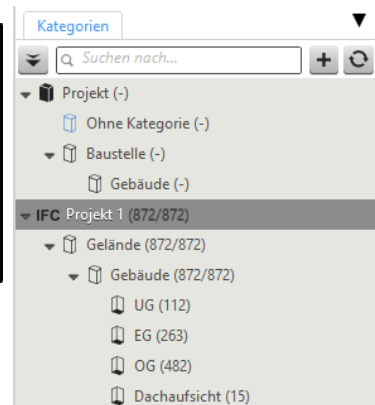 Kategorien
Suchen nach...
Projekt (-)
Ohne Kategorie (-)
Baustelle (-)
Gebäude (-)
IFC Projekt 1 (872/872)
Gelände (872/872)
Gebäude (872/872)
UG (112)
EG (263)
OG (482)
Dachaufsicht (15)